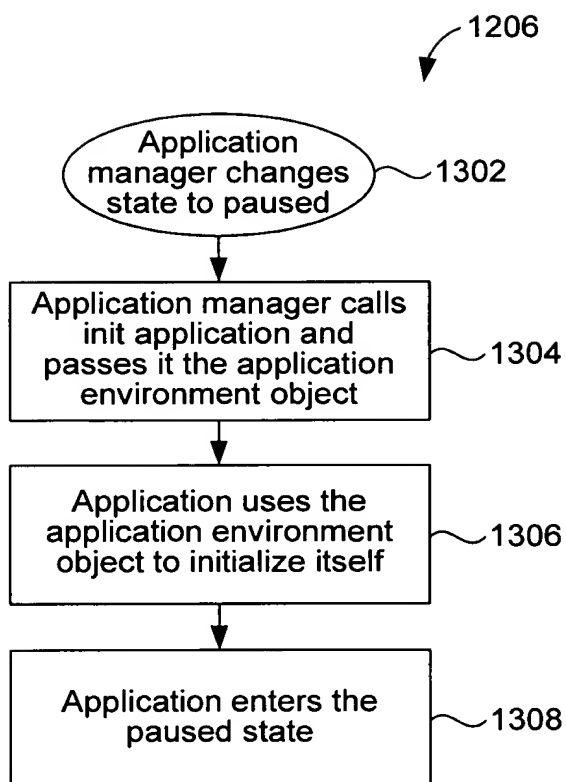 1206
Application
manager changes
state to paused
1302
Application manager calls
init application and
passes it the application
environment object
1304
Application uses the
application environment
object to initialize itself
1306
Application enters the
paused state
1308